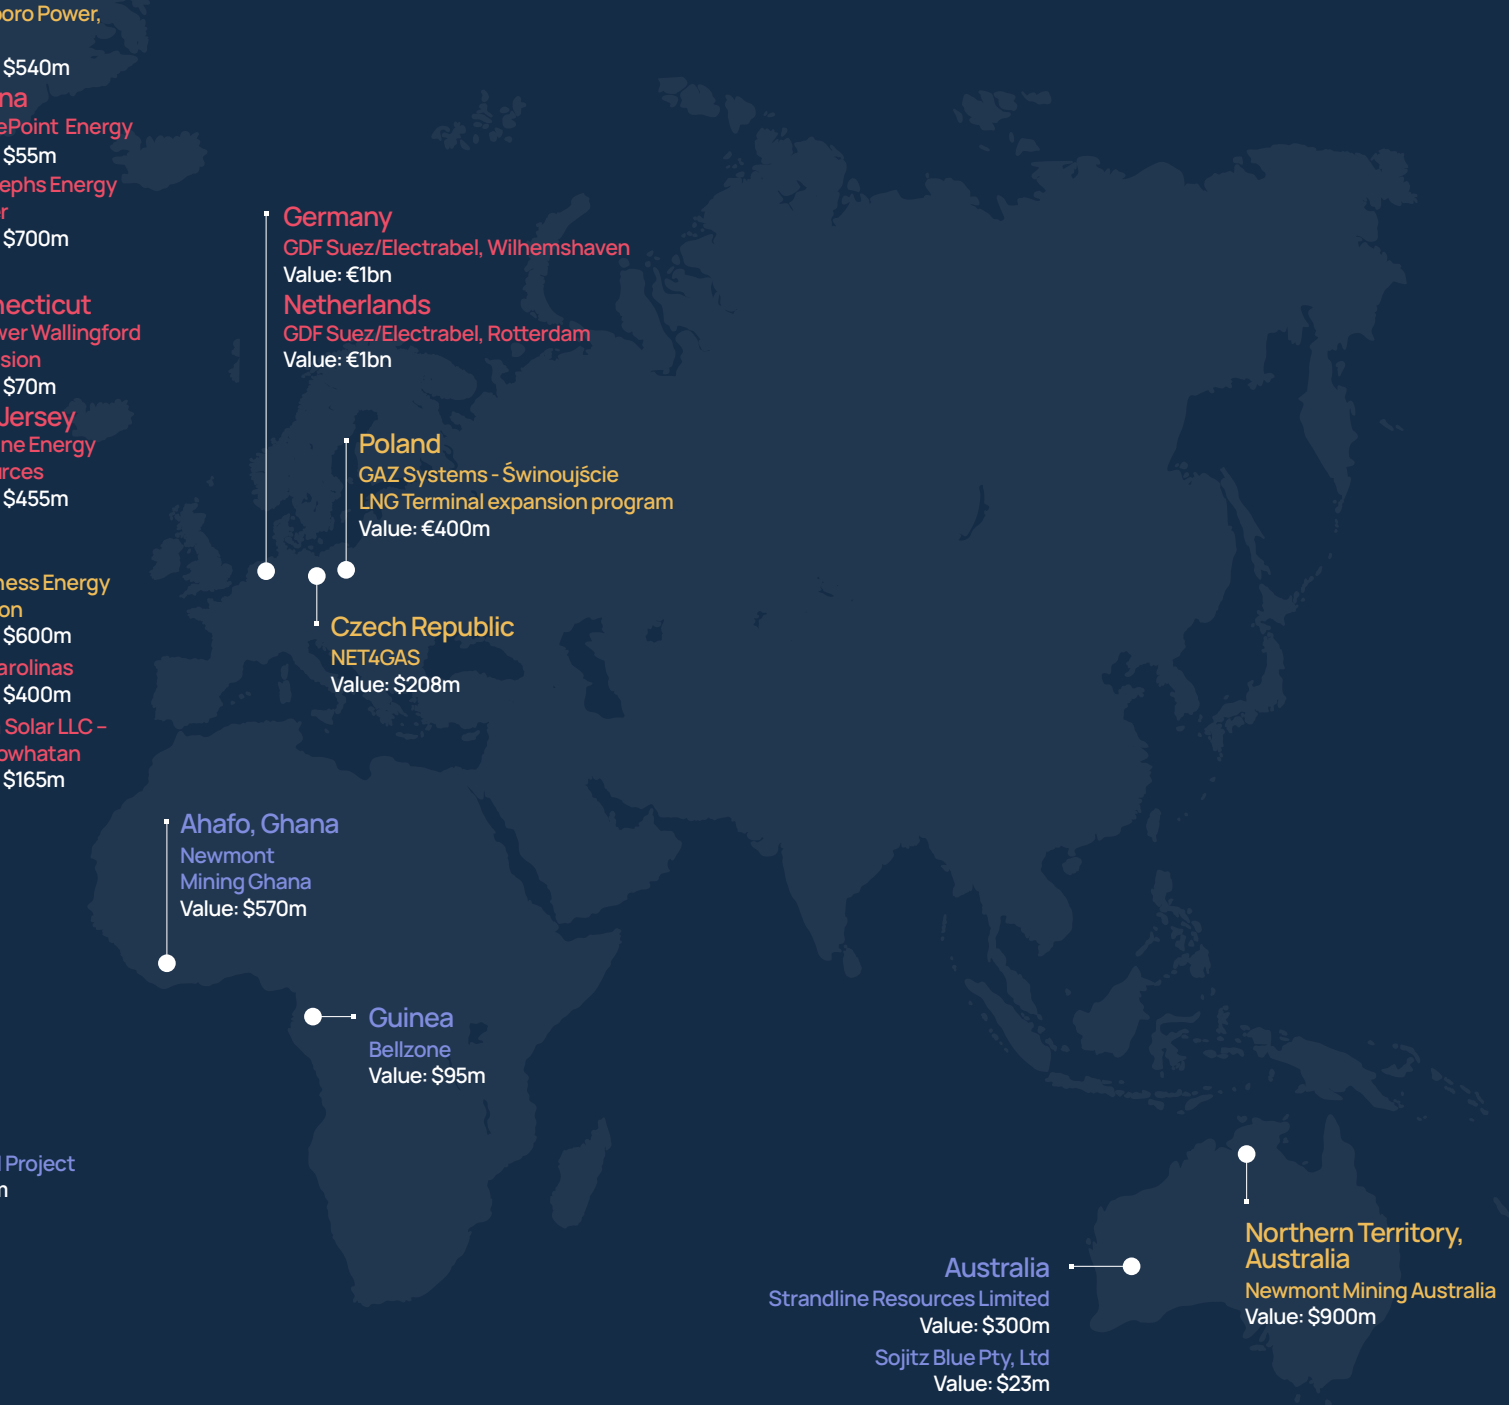 oro Power,
$540m
na
ePoint Energy
$55m
ephs Energy
r
$700m
necticut
wer Wallingford
sion
$70m
Jersey
ne Energy
urces
$455m
ness Energy
on
$600m
arolinas
$400m
Solar LLC –
owhatan
$165m
l Project
m
Germany
GDF Suez/Electrabel, Wilhemshaven
Value: €1bn
Netherlands
GDF Suez/Electrabel, Rotterdam
Value: €1bn
Poland
GAZ Systems - Świnoujście
LNG Terminal expansion program
Value: €400m
Czech Republic
NET4GAS
Value: $208m
Ahafo, Ghana
Newmont
Mining Ghana
Value: $570m
Guinea
Bellzone
Value: $95m
Australia
Strandline Resources Limited
Value: $300m
Sojitz Blue Pty, Ltd
Value: $23m
Northern Territory,
Australia
Newmont Mining Australia
Value: $900m